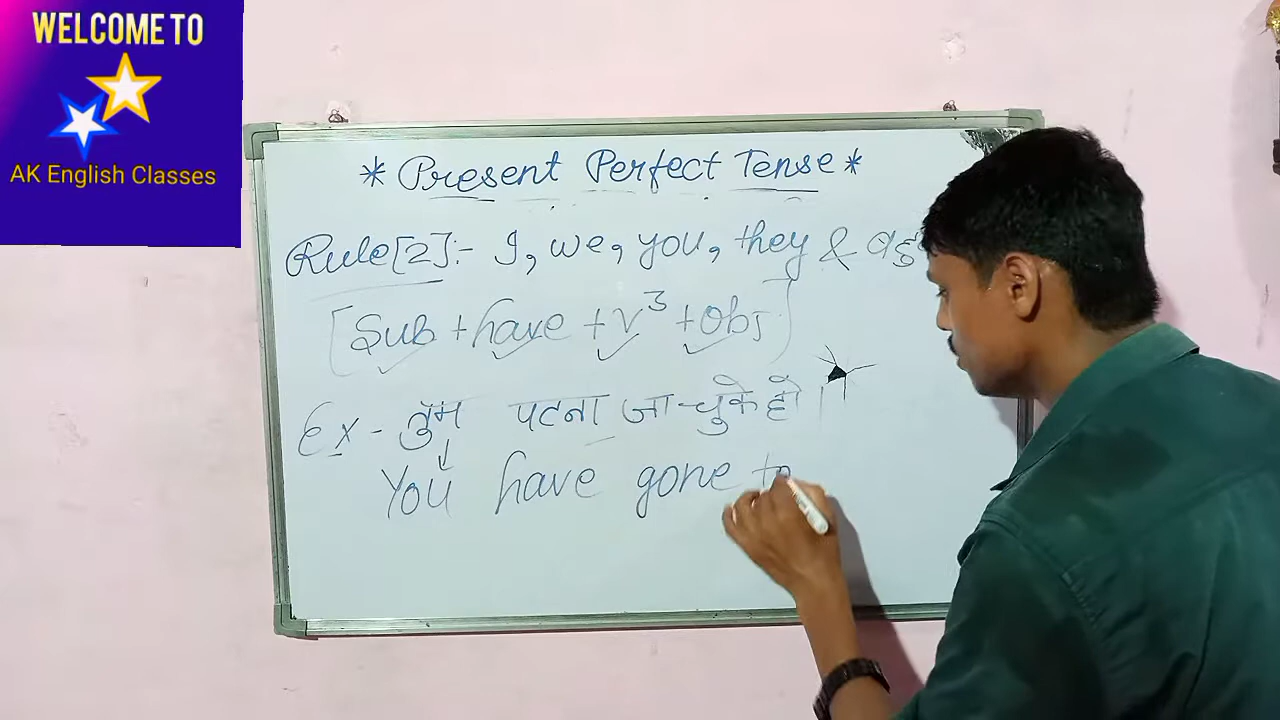 WELCOME TO
AK English Classes
* Present Perfect Tense *
Rule[2]:- I, we, you, they &
[Sub + have + V³ + Obj]
Ex - तुम पटना जा चुके हो।
You have gone to